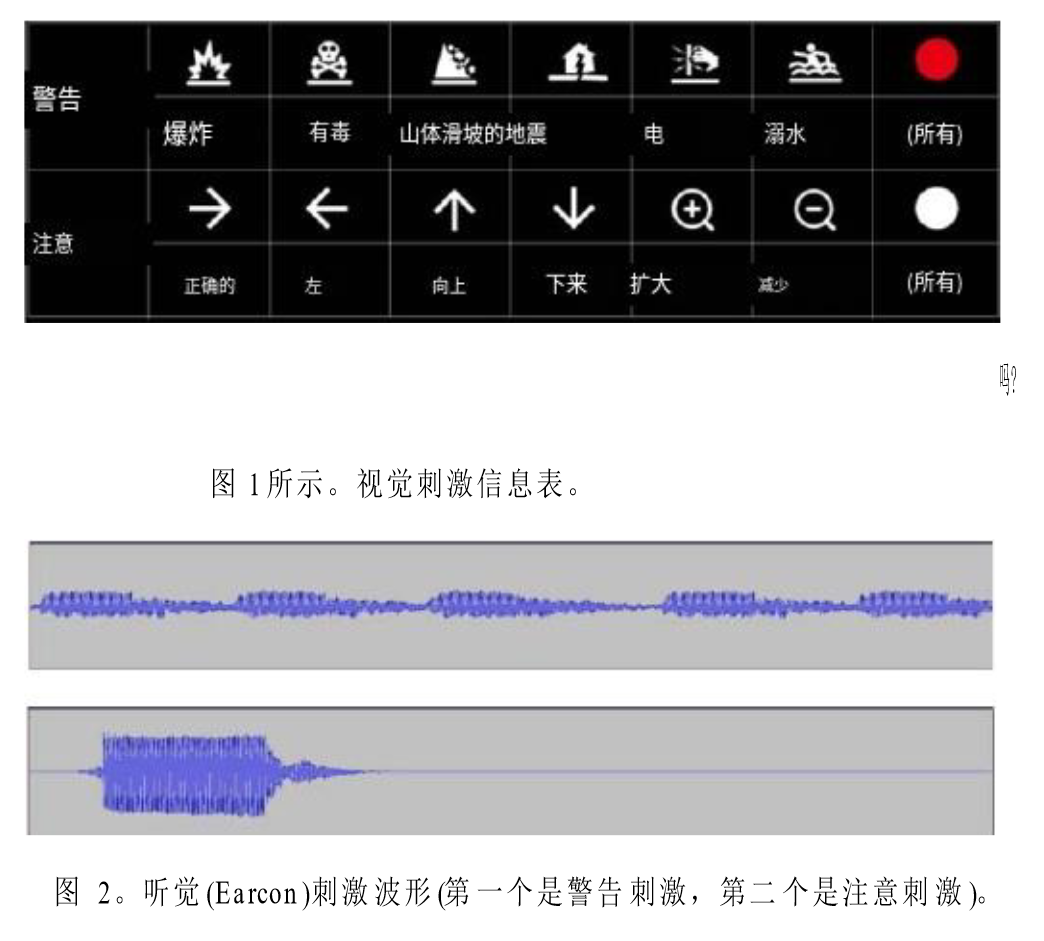 警告
爆炸 有毒 山体滑坡的地震 电 溺水 (所有)
注意
正确的 左 向上 下来 扩大 减少 (所有)
吗?
图 1所示。视觉刺激信息表。
图 2。听觉(Earcon)刺激波形(第一个是警告刺激，第二个是注意刺激)。